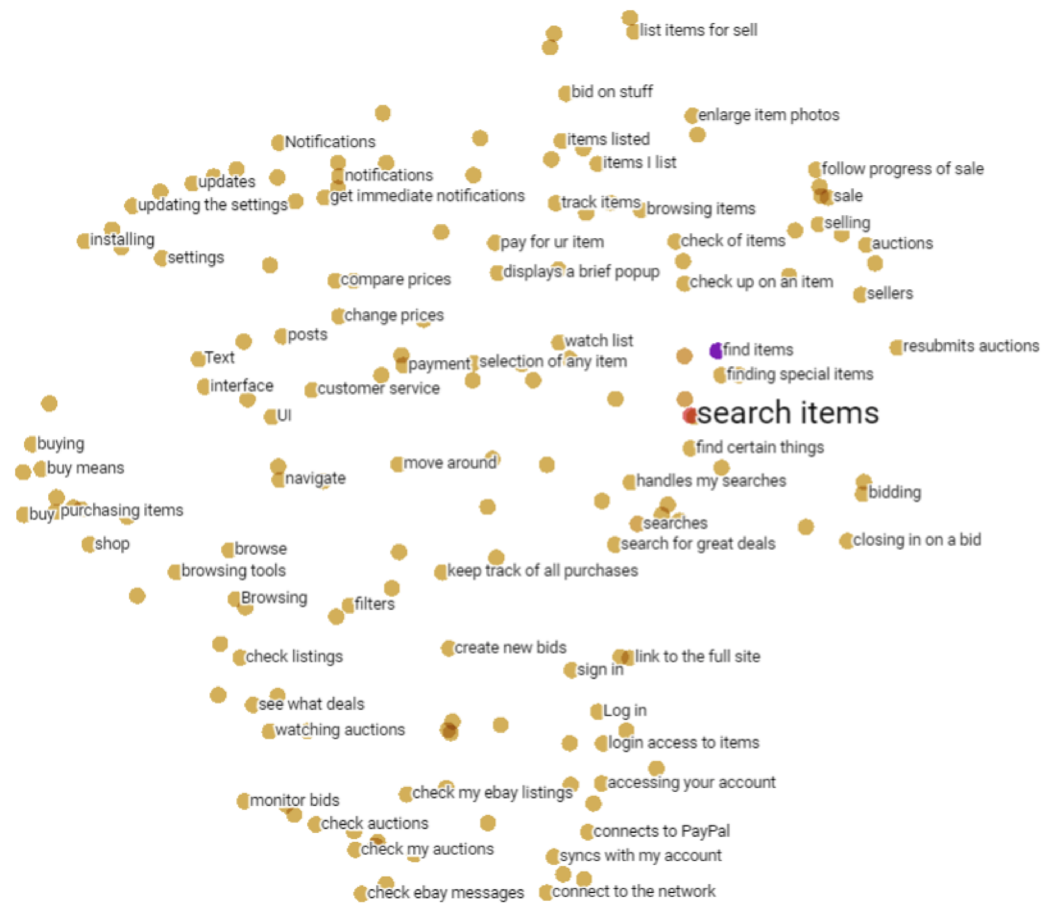 list items for sell
bid on stuff
enlarge item photos
Notifications
items listed
items I list
follow progress of sale
notifications
updates
get immediate notifications
sale
track items
updating the settings
browsing items
selling
installing
pay for ur item
check of items
auctions
settings
displays a brief popup
compare prices
check up on an item
sellers
change prices
posts
watch list
resubmits auctions
find items
Text
payment
selection of any item
finding special items
interface
customer service
search items
UI
buying
find certain things
move around
buy means
navigate
handles my searches
bidding
buy
purchasing items
searches
shop
search for great deals
closing in on a bid
browse
browsing tools
keep track of all purchases
Browsing
filters
create new bids
check listings
link to the full site
sign in
see what deals
Log in
watching auctions
login access to items
accessing your account
check my ebay listings
monitor bids
check auctions
connects to PayPal
check my auctions
syncs with my account
check ebay messages
connect to the network